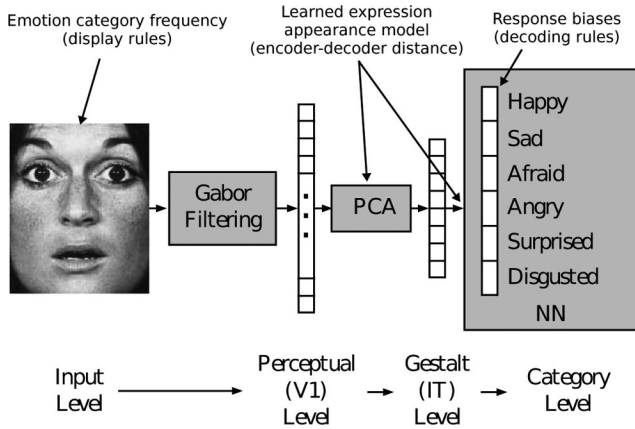 Emotion category frequency
(display rules)
Learned expression
appearance model
(encoder-decoder distance)
Response biases
(decoding rules)
Gabor
Filtering
PCA
Happy
Sad
Afraid
Angry
Surprised
Disgusted
NN
Input
Level
Perceptual
(V1)
Level
Gestalt
(IT)
Level
Category
Level